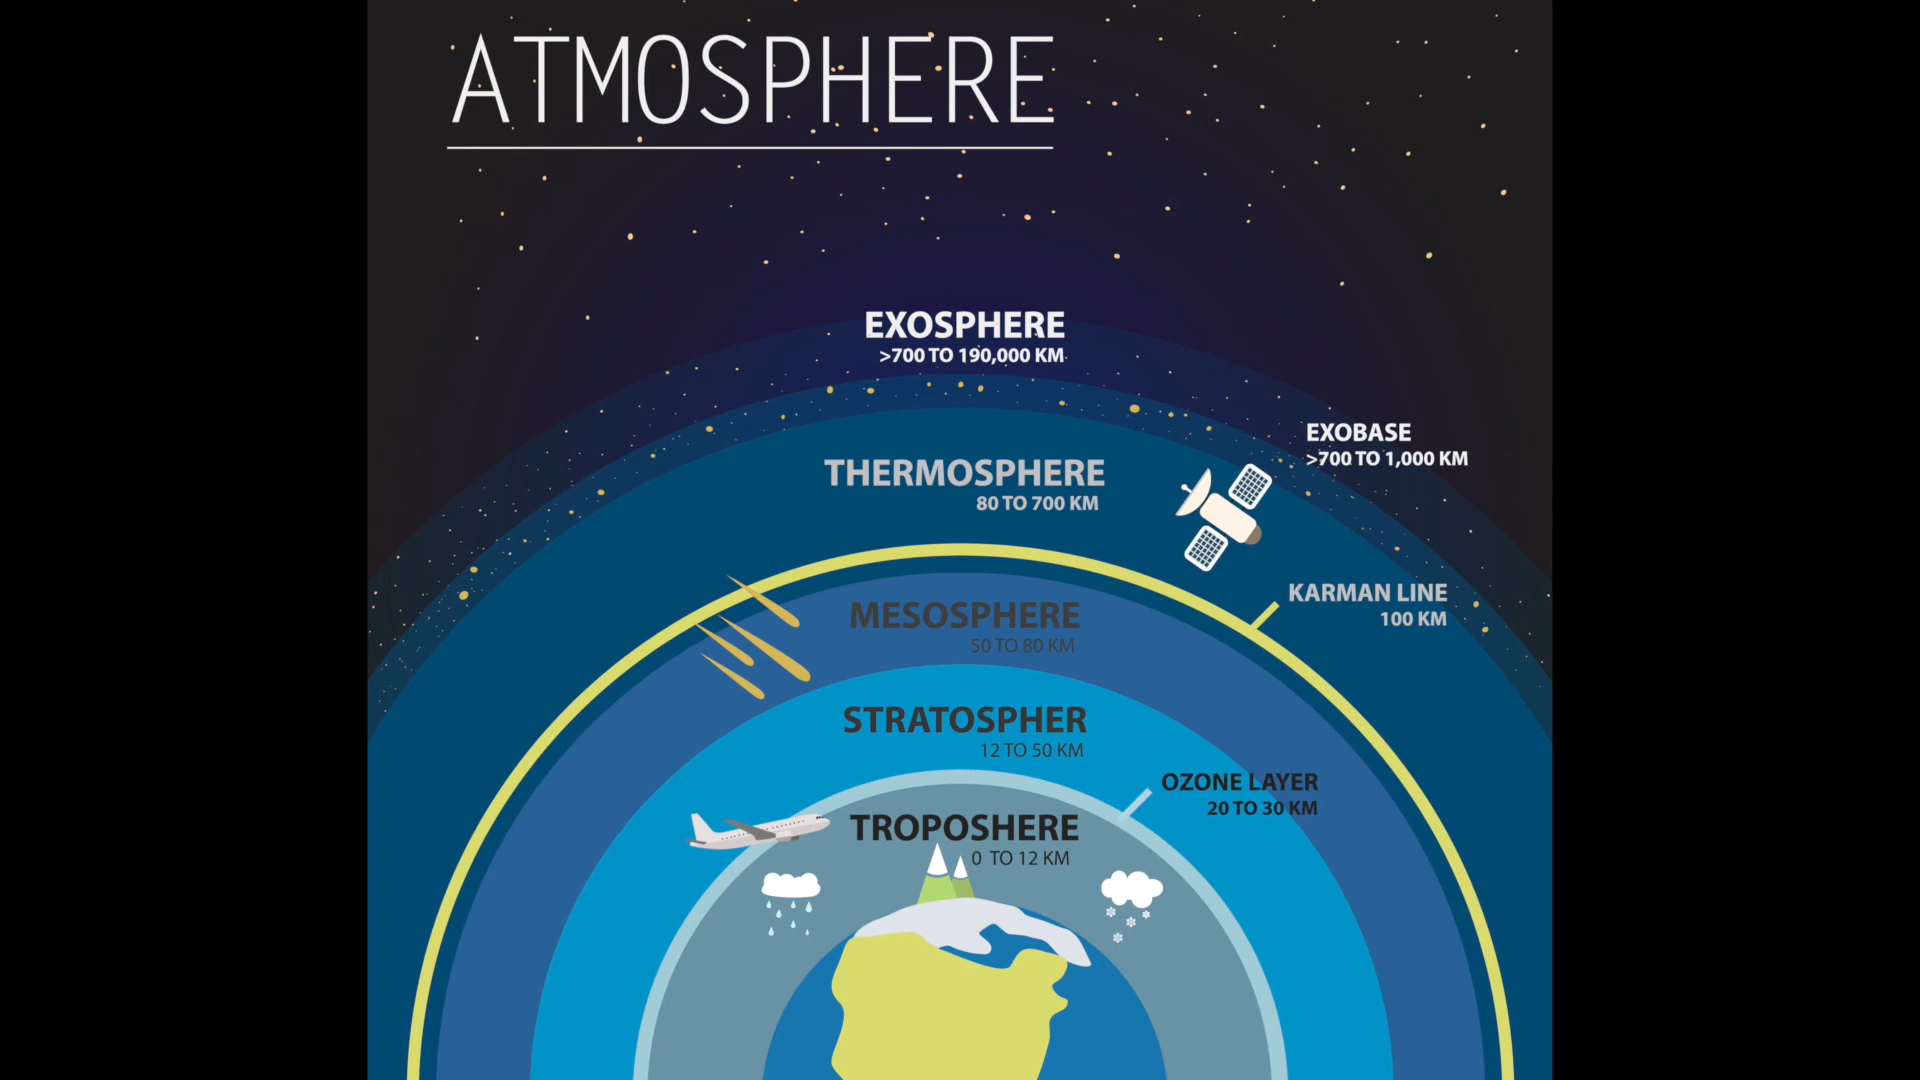 ATMOSPHERE
EXOSPHERE
>700 TO 190,000 KM
EXOBASE
>700 TO 1,000 KM
THERMOSPHERE
80 TO 700 KM
KARMAN LINE
100 KM
MESOSPHERE
50 TO 80 KM
STRATOSPHER
12 TO 50 KM
OZONE LAYER
20 TO 30 KM
TROPOSHERE
0 TO 12 KM